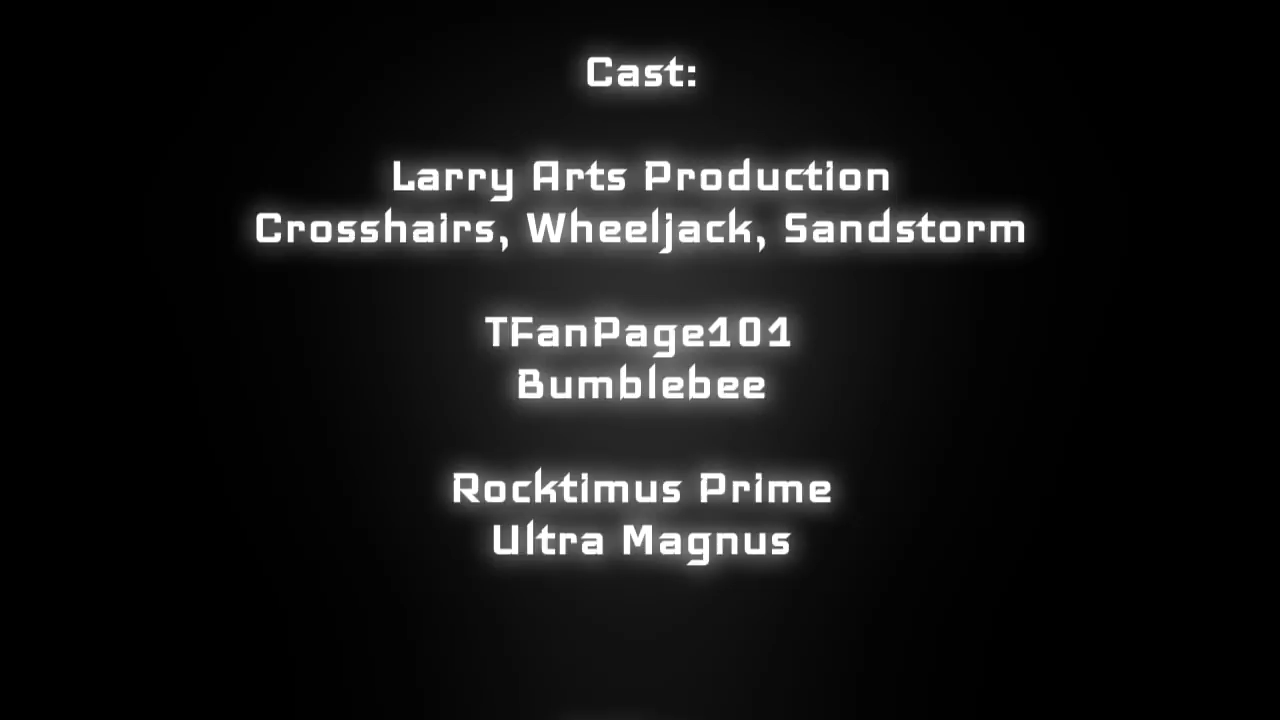 Cast:
Larry Arts Production
Crosshairs, Wheeljack, Sandstorm
TFanPage101
Bumblebee
Rocktimus Prime
Ultra Magnus